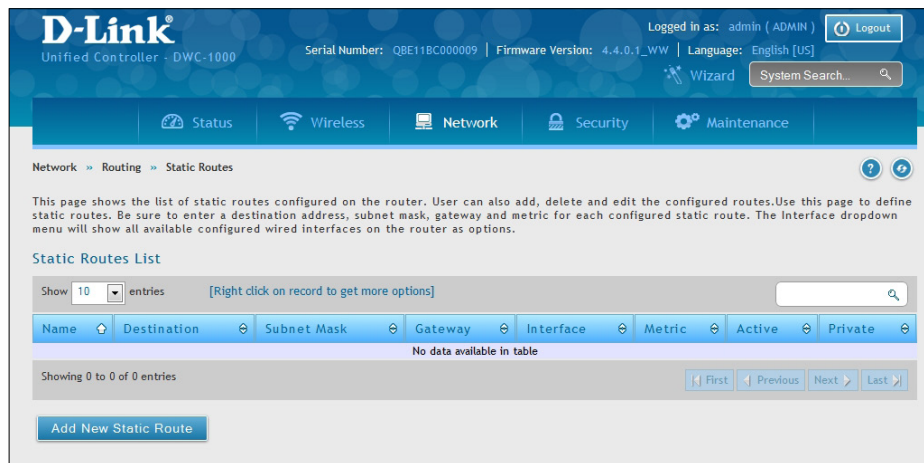 D-Link®
Unified Controller - DWC-1000
Logged in as: admin ( ADMIN )
Logout
Serial Number: QBE11BC000009 | Firmware Version: 4.4.0.1_WW | Language: English [US]
Wizard
System Search...
Status
Wireless
Network
Security
Maintenance
Network » Routing » Static Routes
This page shows the list of static routes configured on the router. User can also add, delete and edit the configured routes.Use this page to define
static routes. Be sure to enter a destination address, subnet mask, gateway and metric for each configured static route. The Interface dropdown
menu will show all available configured wired interfaces on the router as options.
Static Routes List
Show 10 entries [Right click on record to get more options]
Name Destination Subnet Mask Gateway Interface Metric Active Private
No data available in table
Showing 0 to 0 of 0 entries
First Previous Next Last
Add New Static Route